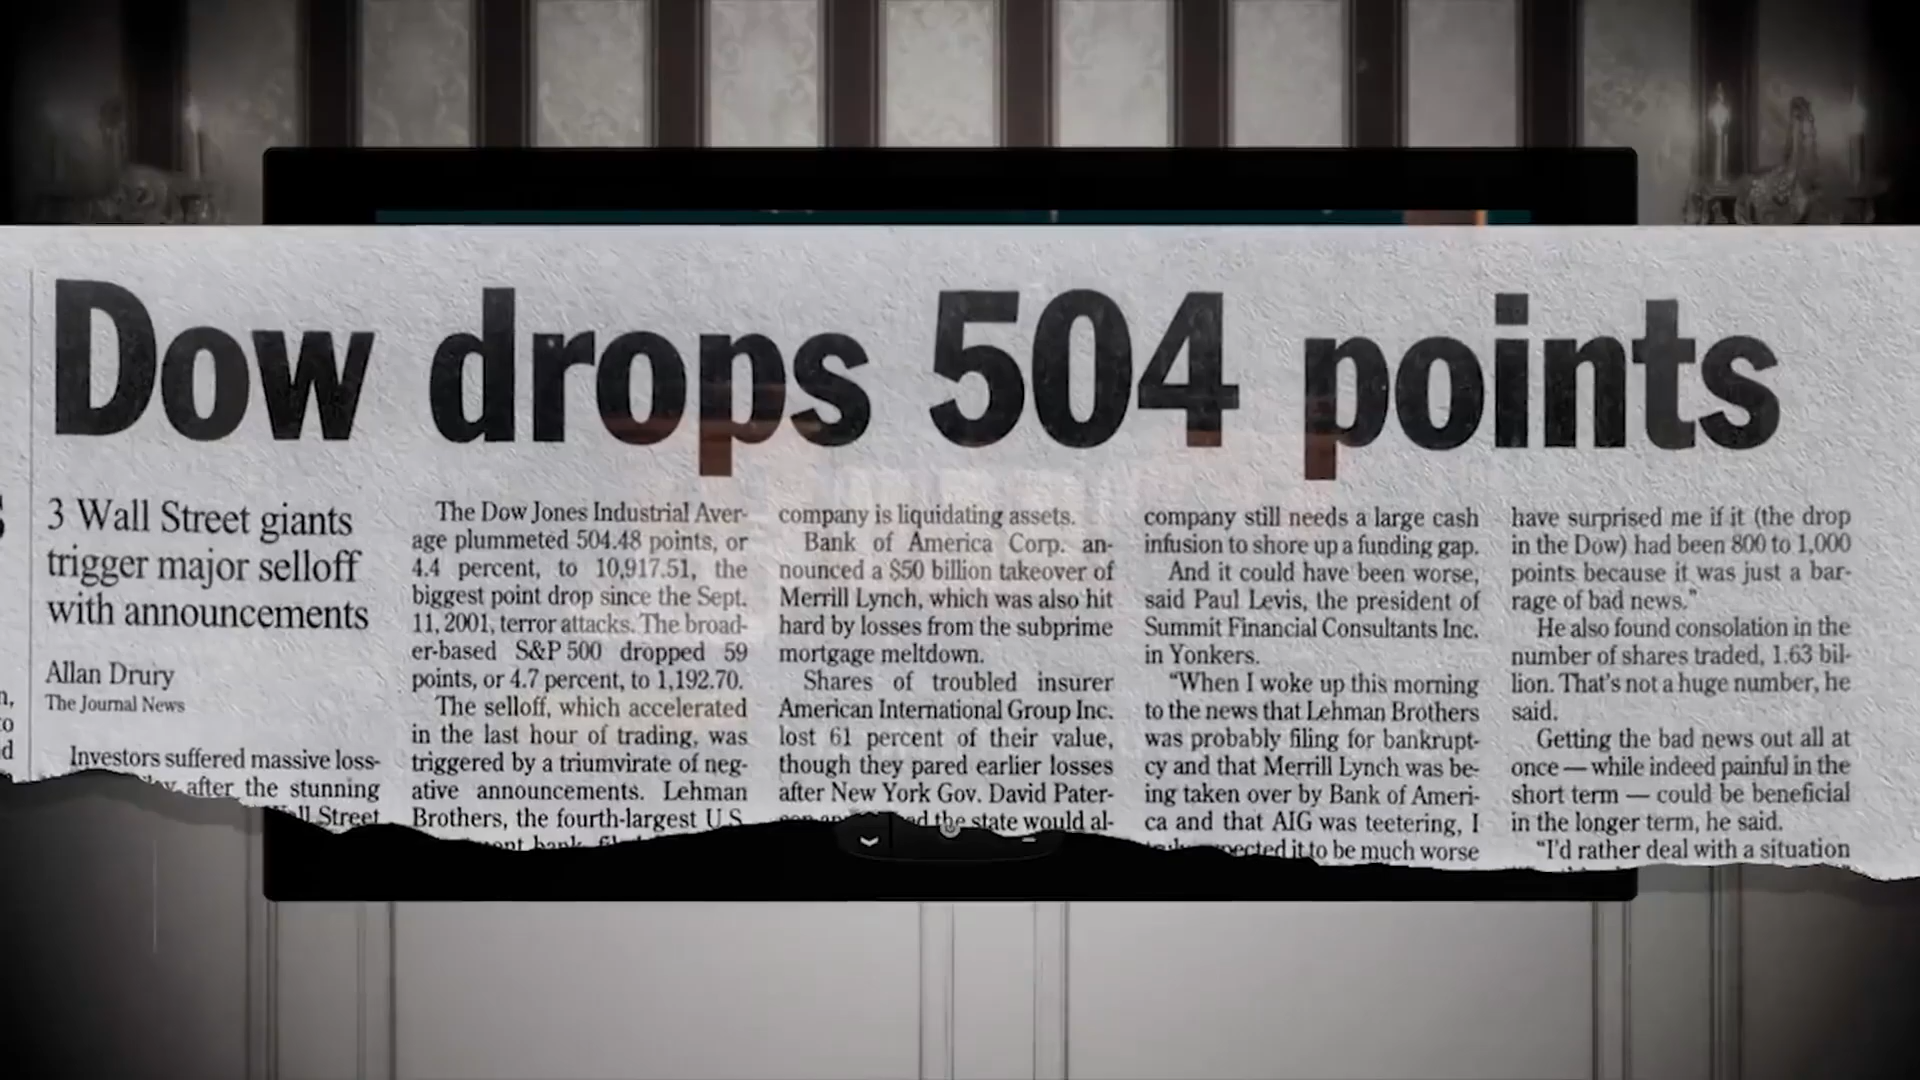 Dow drops 504 points
3 Wall Street giants
trigger major selloff
with announcements
Allan Drury
The Journal News
Investors suffered massive loss-
after the stunning
Street
The Dow Jones Industrial Aver-
age plummeted 504.48 points, or
4.4 percent, to 10,917.51, the
biggest point drop since the Sept.
11, 2001, terror attacks. The broad-
er-based S&P 500 dropped 59
points, or 4.7 percent, to 1,192.70.
The selloff, which accelerated
in the last hour of trading, was
triggered by a triumvirate of neg-
ative announcements. Lehman
Brothers, the fourth-largest U.S.
bank
company is liquidating assets.
Bank of America Corp. an-
nounced a $50 billion takeover of
Merrill Lynch, which was also hit
hard by losses from the subprime
mortgage meltdown.
Shares of troubled insurer
American International Group Inc.
lost 61 percent of their value,
though they pared earlier losses
after New York Gov. David Pater-
the state would al-
company still needs a large cash
infusion to shore up a funding gap.
And it could have been worse,
said Paul Levis, the president of
Summit Financial Consultants Inc.
in Yonkers.
"When I woke up this morning
to the news that Lehman Brothers
was probably filing for bankrupt-
cy and that Merrill Lynch was be-
ing taken over by Bank of Ameri-
ca and that AIG was teetering, I
it to be much worse
have surprised me if it (the drop
in the Dow) had been 800 to 1,000
points because it was just a bar-
rage of bad news."
He also found consolation in the
number of shares traded, 1.63 bil-
lion. That's not a huge number, he
said.
Getting the bad news out all at
once — while indeed painful in the
short term — could be beneficial
in the longer term, he said.
"I'd rather deal with a situation